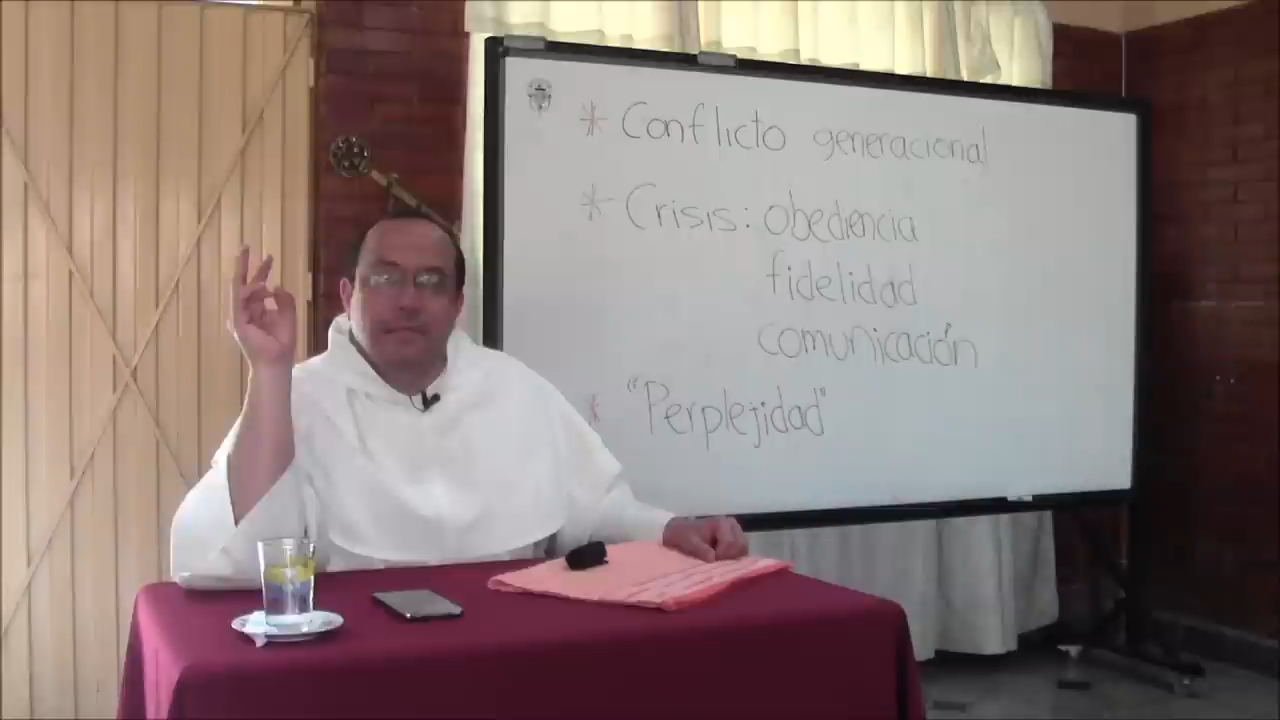 * Conflicto generacional
* Crisis: obediencia
fidelidad
comunicación
* "Perplejidad"